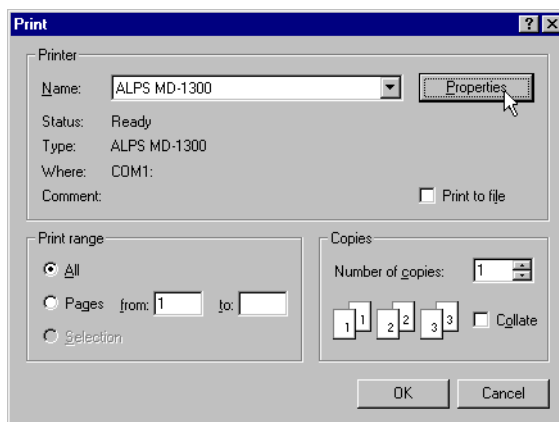 Print
Printer
Name: ALPS MD-1300 Properties
Status: Ready
Type: ALPS MD-1300
Where: COM1:
Comment: Print to file
Print range
All
Pages from: 1 to:
Selection
Copies
Number of copies: 1
1 1 2 2 3 3 Collate
OK Cancel